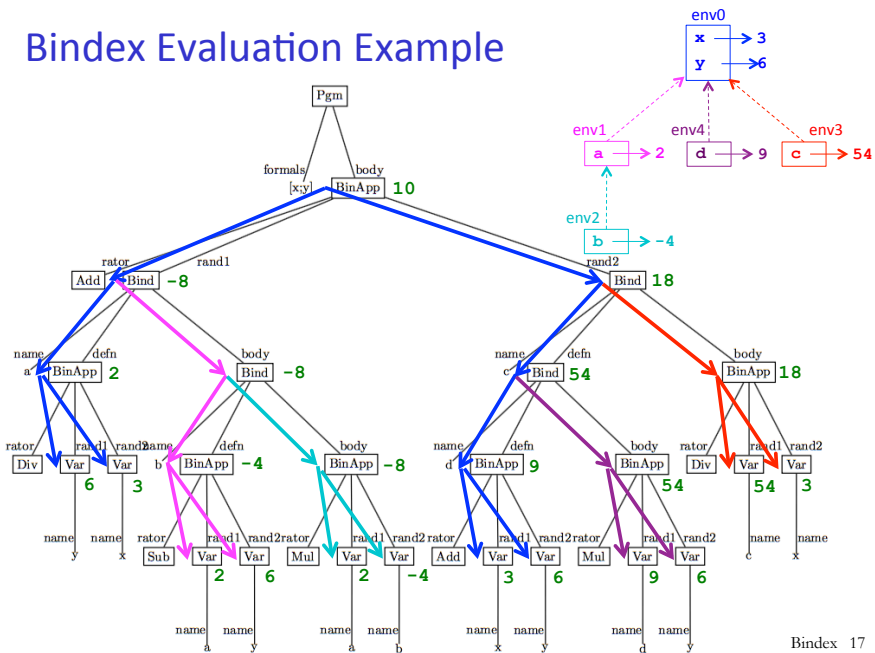 Bindex Evaluation Example
env0
x 3
y 6
env1 env4 env3
a 2 d 9 c 54
env2
b -4
Pgm
formals body
[x;y] BinApp 10
rator rand1 rand2
Add Bind -8 Bind 18
name defn body name defn body
a BinApp 2 Bind -8 c Bind 54 BinApp 18
rator rand1 rand2 name defn body name defn body rator rand1 rand2
Div Var Var b BinApp -4 BinApp -8 d BinApp 9 BinApp Div Var Var
6 3 54 54 3
name name rator rand1 rand2 rator rand1 rand2 rator rand1 rand2 rator rand1 rand2 name name
y x Sub Var Var Mul Var Var Add Var Var Mul Var Var c x
2 6 2 -4 3 6 9 6
name name name name name name name name
a y a b x y d y
Bindex 17